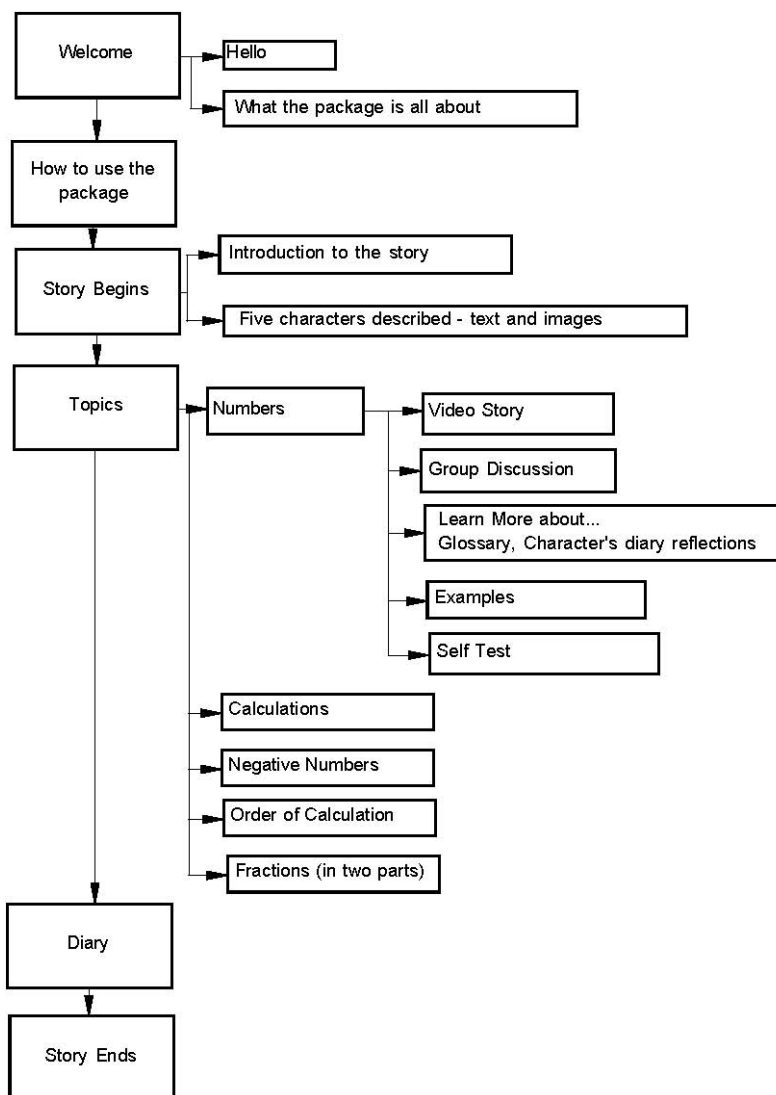 Welcome
Hello
What the package is all about
How to use the
package
Story Begins
Introduction to the story
Five characters described - text and images
Topics
Numbers
Video Story
Group Discussion
Learn More about...
Glossary, Character's diary reflections
Examples
Self Test
Calculations
Negative Numbers
Order of Calculation
Fractions (in two parts)
Diary
Story Ends